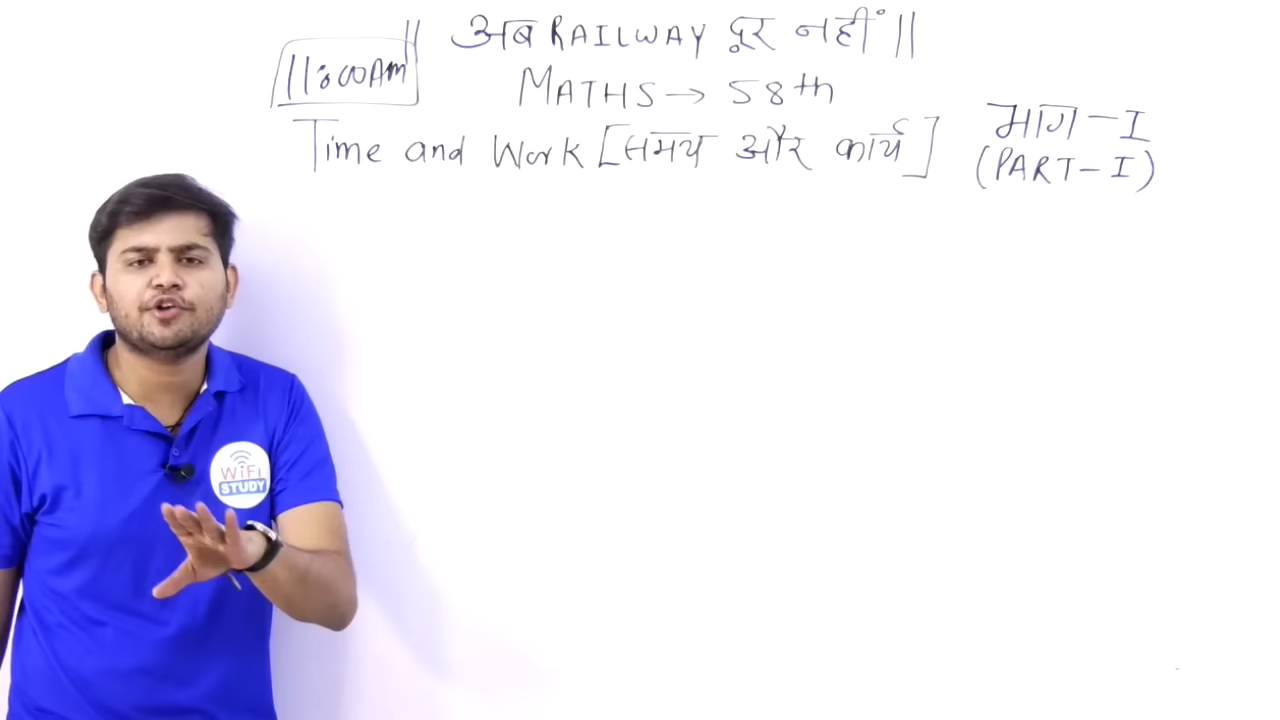 || अब RAILWAY दूर नहीं ||
11:00AM
MATHS → 58th
Time and Work [समय और कार्य]
भाग - I
(PART - I)
WiFi
STUDY